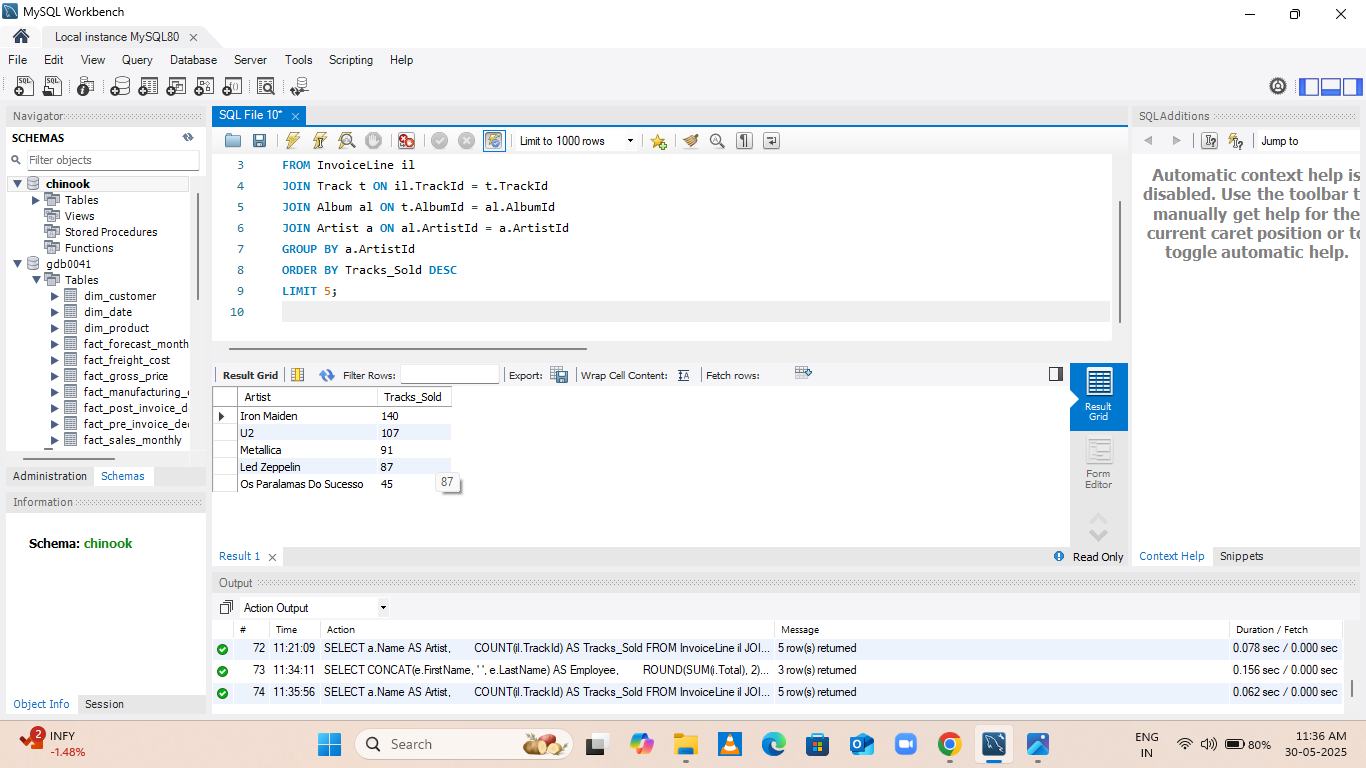 MySQL Workbench
Local instance MySQL80
File Edit View Query Database Server Tools Scripting Help
Navigator
SCHEMAS
Filter objects
chinook
Tables
Views
Stored Procedures
Functions
gdb0041
Tables
dim_customer
dim_date
dim_product
fact_forecast_month
fact_freight_cost
fact_gross_price
fact_manufacturing_
fact_post_invoice_d
fact_pre_invoice_de
fact_sales_monthly
Administration Schemas
Information
Schema: chinook
Object Info Session
SQL File 10*
Limit to 1000 rows
3 FROM InvoiceLine il
4 JOIN Track t ON il.TrackId = t.TrackId
5 JOIN Album al ON t.AlbumId = al.AlbumId
6 JOIN Artist a ON al.ArtistId = a.ArtistId
7 GROUP BY a.ArtistId
8 ORDER BY Tracks_Sold DESC
9 LIMIT 5;
10
Result Grid Filter Rows: Export: Wrap Cell Content: Fetch rows:
Artist Tracks_Sold
Iron Maiden 140
U2 107
Metallica 91
Led Zeppelin 87
Os Paralamas Do Sucesso 45
87
Result Grid
Form Editor
Result 1
Read Only
SQLAdditions
Jump to
Automatic context help is
disabled. Use the toolbar t
manually get help for the
current caret position or to
toggle automatic help.
Context Help Snippets
Output
Action Output
# Time Action Message Duration / Fetch
72 11:21:09 SELECT a.Name AS Artist, COUNT(il.TrackId) AS Tracks_Sold FROM InvoiceLine il JOI... 5 row(s) returned 0.078 sec / 0.000 sec
73 11:34:11 SELECT CONCAT(e.FirstName, ' ', e.LastName) AS Employee, ROUND(SUM(i.Total), 2)... 3 row(s) returned 0.156 sec / 0.000 sec
74 11:35:56 SELECT a.Name AS Artist, COUNT(il.TrackId) AS Tracks_Sold FROM InvoiceLine il JOI... 5 row(s) returned 0.062 sec / 0.000 sec
2
INFY
-1.48%
Search
ENG
IN
80%
11:36 AM
30-05-2025